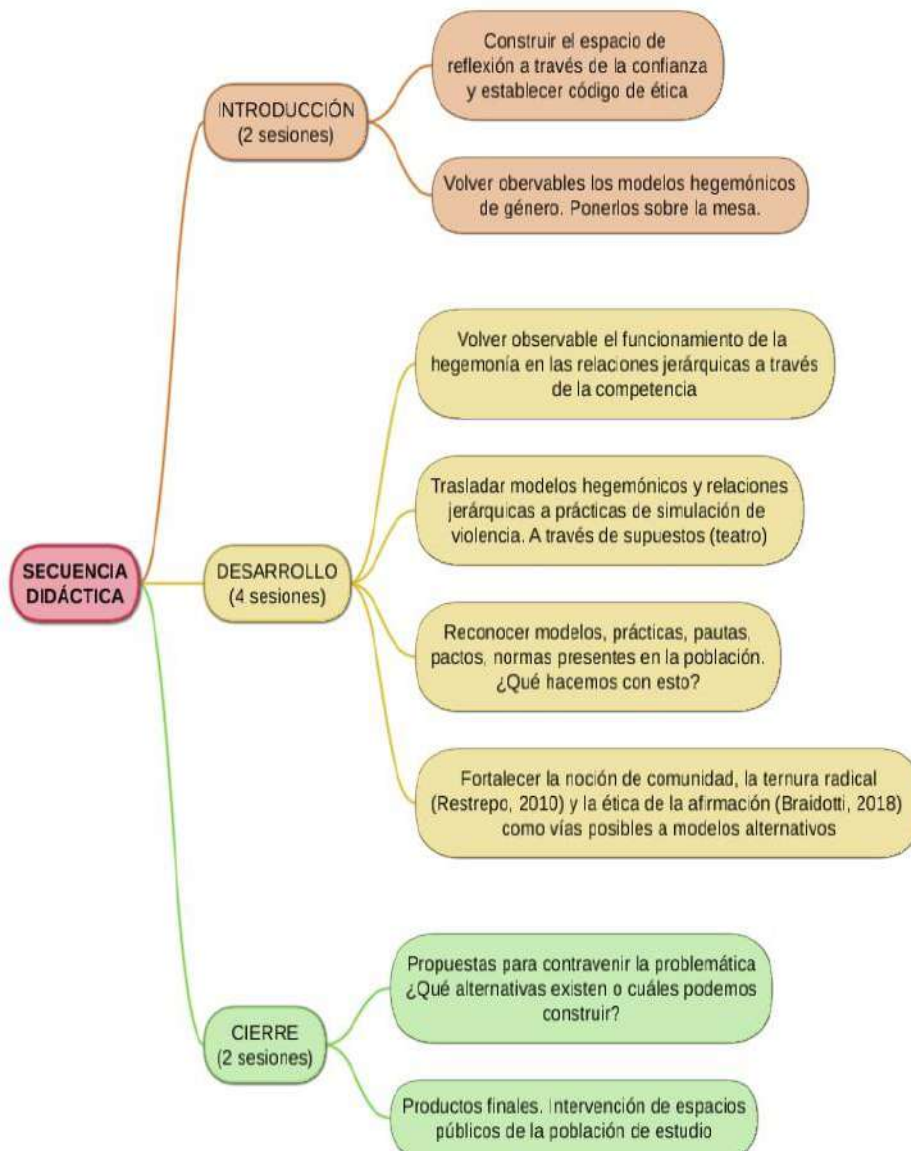 Construir el espacio de
reflexión a través de la confianza
y establecer código de ética
INTRODUCCIÓN
(2 sesiones)
Volver obervables los modelos hegemónicos
de género. Ponerlos sobre la mesa.
Volver observable el funcionamiento de la
hegemonía en las relaciones jerárquicas a través
de la competencia
Trasladar modelos hegemónicos y relaciones
jerárquicas a prácticas de simulación de
violencia. A través de supuestos (teatro)
SECUENCIA
DIDÁCTICA
DESARROLLO
(4 sesiones)
Reconocer modelos, prácticas, pautas,
pactos, normas presentes en la población.
¿Qué hacemos con esto?
Fortalecer la noción de comunidad, la ternura radical
(Restrepo, 2010) y la ética de la afirmación (Braidotti, 2018)
como vías posibles a modelos alternativos
Propuestas para contravenir la problemática
¿Qué alternativas existen o cuáles podemos
construir?
CIERRE
(2 sesiones)
Productos finales. Intervención de espacios
públicos de la población de estudio